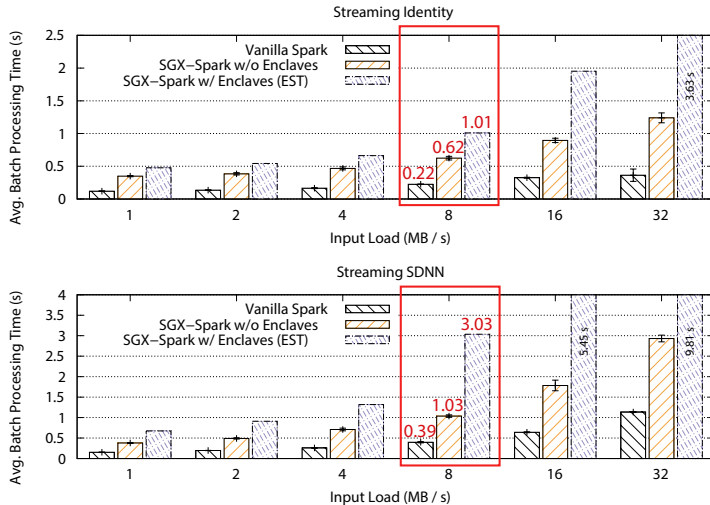 Streaming Identity
Avg. Batch Processing Time (s)
2.5
2
1.5
1
0.5
0
Vanilla Spark
SGX−Spark w/o Enclaves
SGX−Spark w/ Enclaves (EST)
0.22
0.62
1.01
3.63 s
1 2 4 8 16 32
Input Load (MB / s)
Streaming SDNN
Avg. Batch Processing Time (s)
4
3.5
3
2.5
2
1.5
1
0.5
0
Vanilla Spark
SGX−Spark w/o Enclaves
SGX−Spark w/ Enclaves (EST)
0.39
1.03
3.03
5.45 s
9.81 s
1 2 4 8 16 32
Input Load (MB / s)